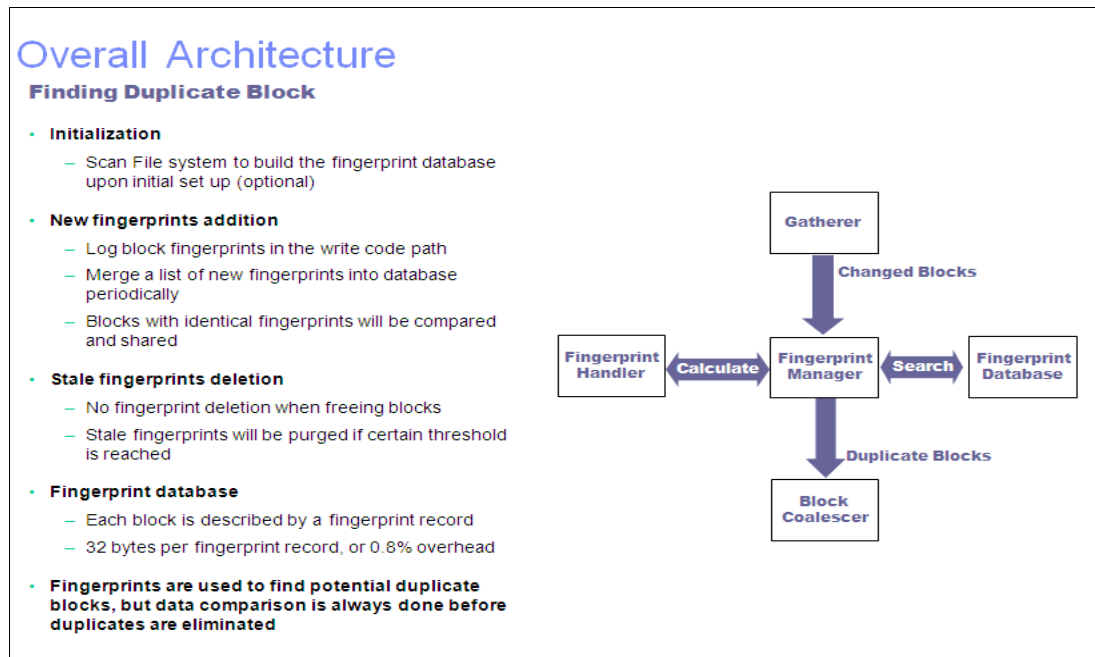 Overall Architecture
Finding Duplicate Block
• Initialization
– Scan File system to build the fingerprint database
upon initial set up (optional)
• New fingerprints addition
– Log block fingerprints in the write code path
– Merge a list of new fingerprints into database
periodically
– Blocks with identical fingerprints will be compared
and shared
• Stale fingerprints deletion
– No fingerprint deletion when freeing blocks
– Stale fingerprints will be purged if certain threshold
is reached
• Fingerprint database
– Each block is described by a fingerprint record
– 32 bytes per fingerprint record, or 0.8% overhead
• Fingerprints are used to find potential duplicate
blocks, but data comparison is always done before
duplicates are eliminated
Gatherer
Changed Blocks
Fingerprint
Handler
Calculate
Fingerprint
Manager
Search
Fingerprint
Database
Duplicate Blocks
Block
Coalescer